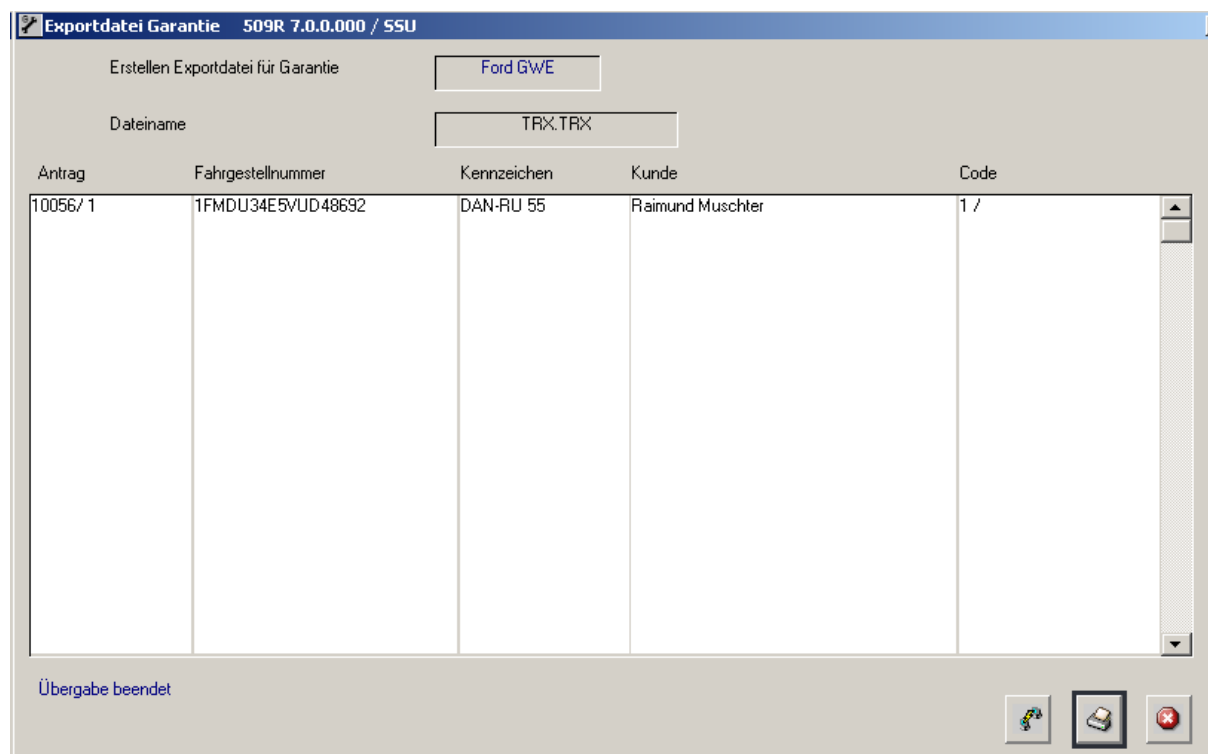 Exportdatei Garantie 509R 7.0.0.000 / SSU
Erstellen Exportdatei für Garantie Ford GWE
Dateiname TRX.TRX
Antrag Fahrgestellnummer Kennzeichen Kunde Code
10056/ 1 1FMDU34E5VUD48692 DAN-RU 55 Raimund Muschter 1 /
Übergabe beendet